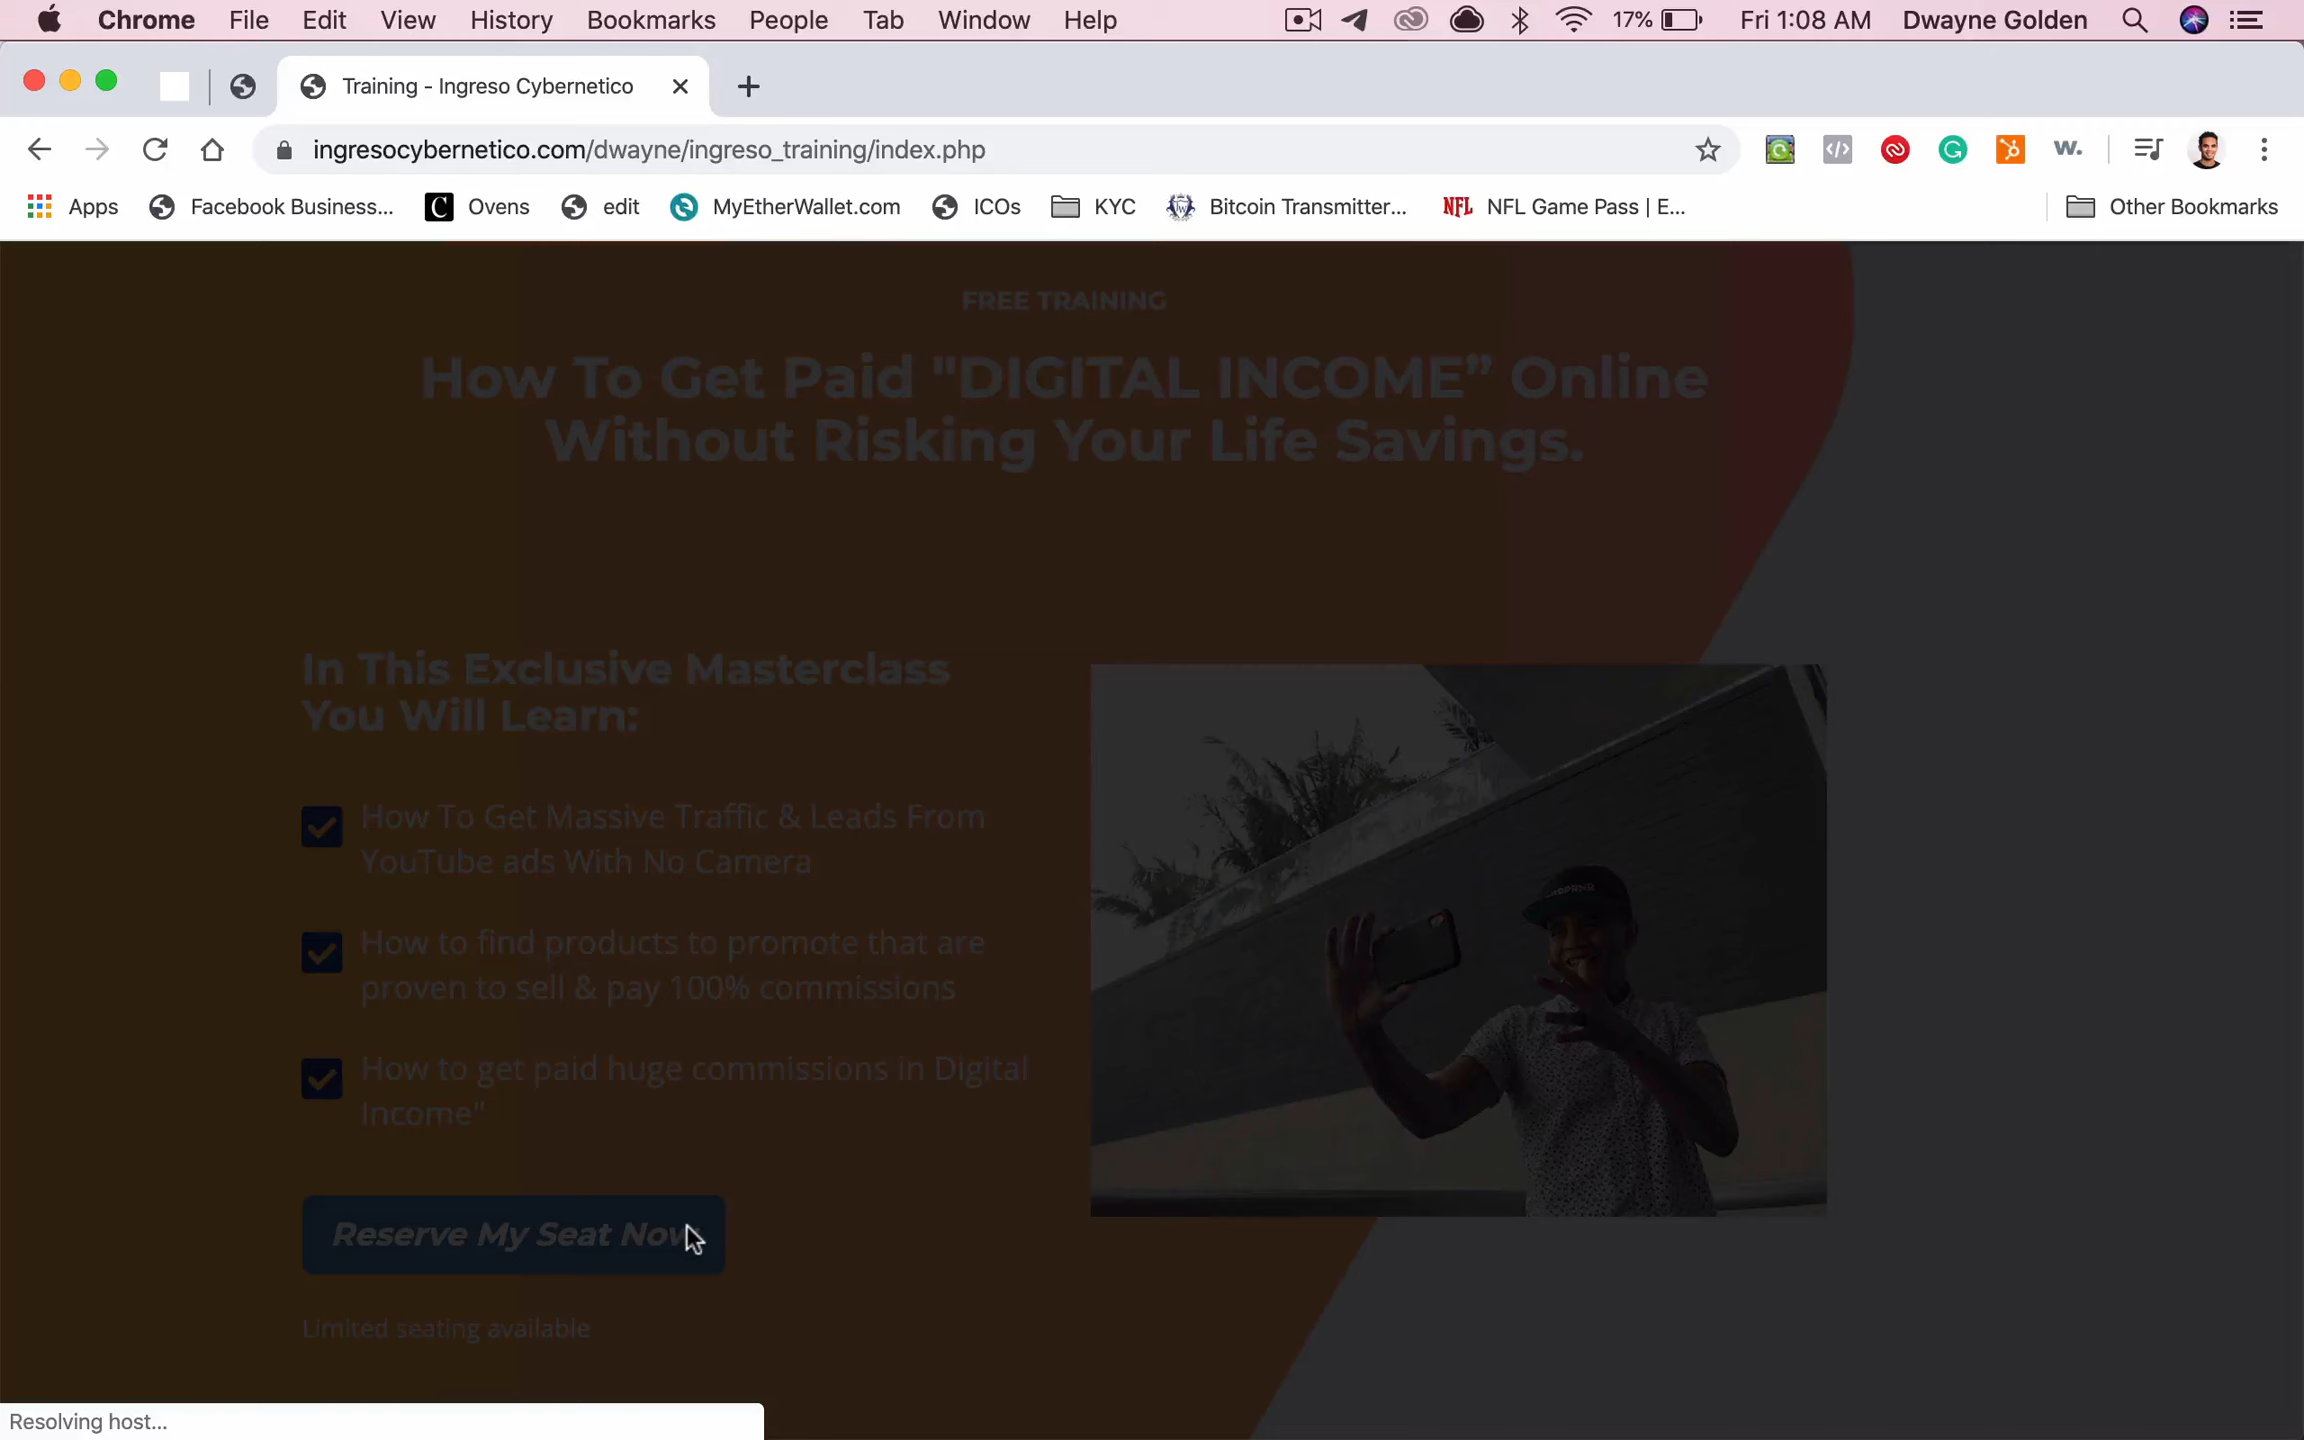 Chrome File Edit View History Bookmarks People Tab Window Help 17% Fri 1:08 AM Dwayne Golden
Training - Ingreso Cybernetico
ingresocybernetico.com/dwayne/ingreso_training/index.php
w.
Apps Facebook Business... Ovens edit MyEtherWallet.com ICOs KYC Bitcoin Transmitter... NFL NFL Game Pass | E... Other Bookmarks
FREE TRAINING
How To Get Paid "DIGITAL INCOME” Online
Without Risking Your Life Savings.
In This Exclusive Masterclass
You Will Learn:
How To Get Massive Traffic & Leads From
YouTube ads With No Camera
How to find products to promote that are
proven to sell & pay 100% commissions
How to get paid huge commissions in Digital
Income"
Reserve My Seat Now
Limited seating available
Resolving host...